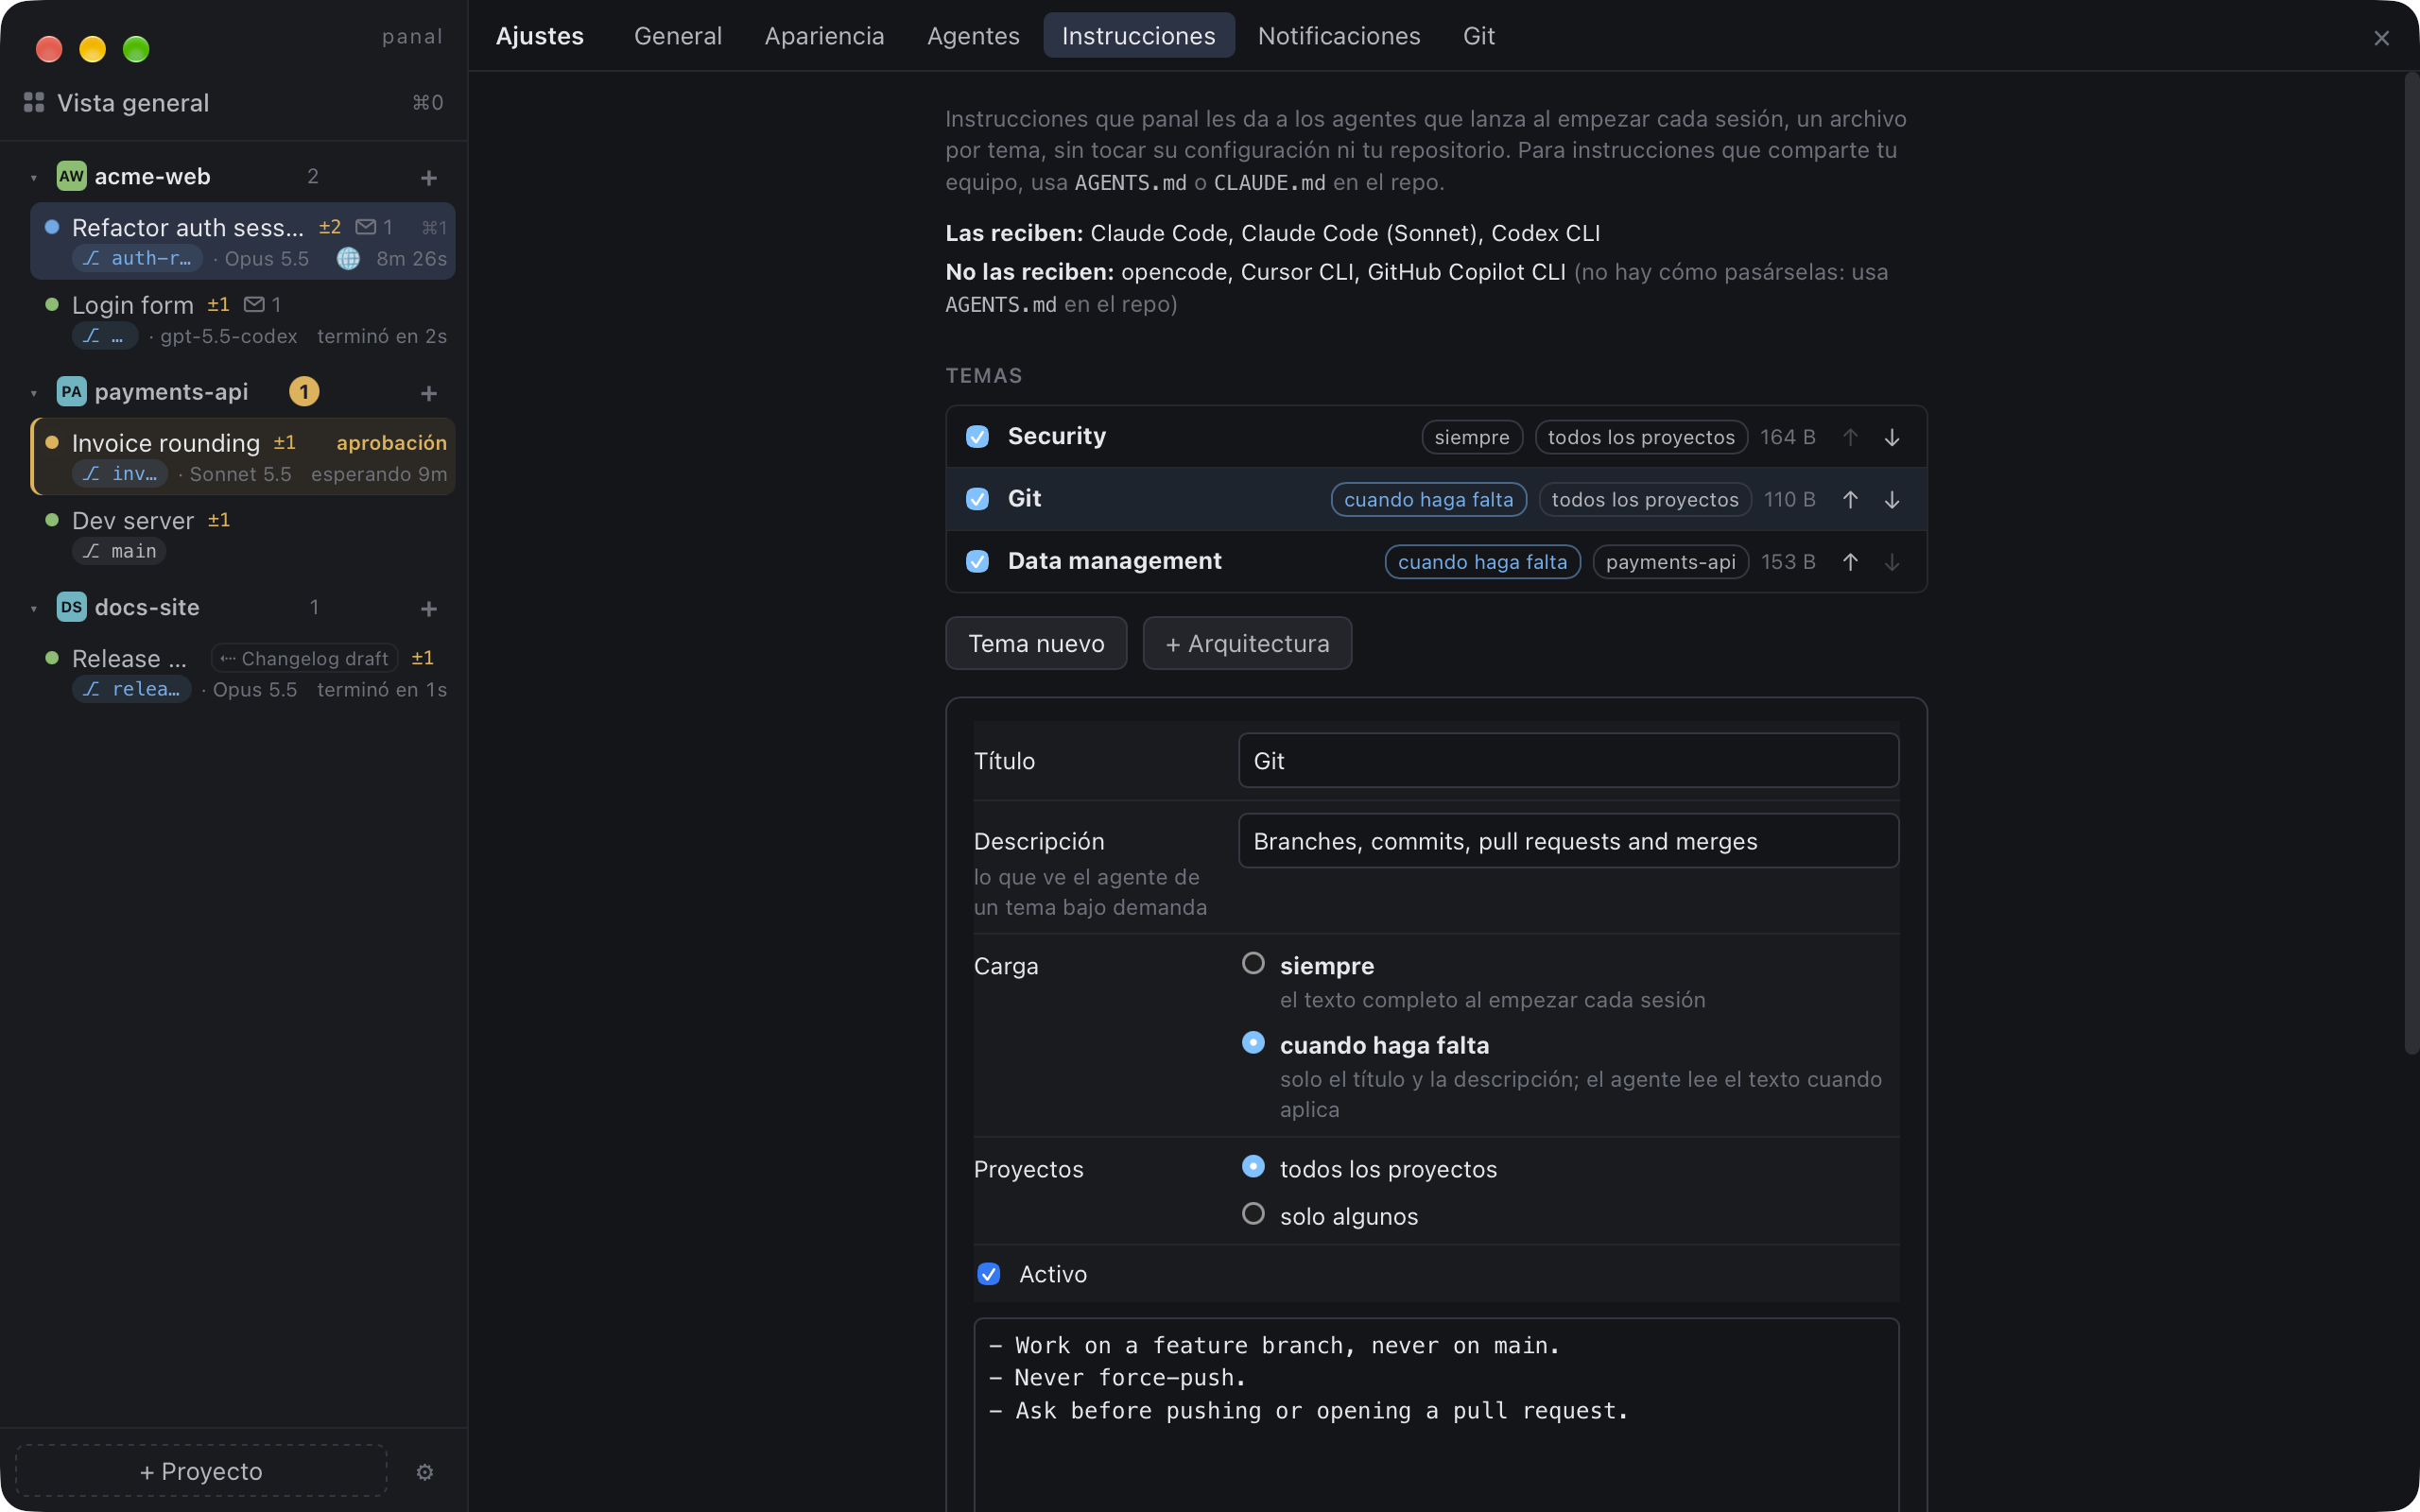 panal
Vista general ⌘0
AW acme-web 2 +
Refactor auth sess... ±2 1 ⌘1
auth-r… · Opus 5.5 8m 26s
Login form ±1 1
… · gpt-5.5-codex terminó en 2s
PA payments-api 1 +
Invoice rounding ±1 aprobación
inv… · Sonnet 5.5 esperando 9m
Dev server ±1
main
DS docs-site 1 +
Release ... Changelog draft ±1
relea… · Opus 5.5 terminó en 1s
+ Proyecto
Ajustes General Apariencia Agentes Instrucciones Notificaciones Git ×
Instrucciones que panal les da a los agentes que lanza al empezar cada sesión, un archivo
por tema, sin tocar su configuración ni tu repositorio. Para instrucciones que comparte tu
equipo, usa AGENTS.md o CLAUDE.md en el repo.
Las reciben: Claude Code, Claude Code (Sonnet), Codex CLI
No las reciben: opencode, Cursor CLI, GitHub Copilot CLI (no hay cómo pasárselas: usa
AGENTS.md en el repo)
TEMAS
Security siempre todos los proyectos 164 B ↑ ↓
Git cuando haga falta todos los proyectos 110 B ↑ ↓
Data management cuando haga falta payments-api 153 B ↑ ↓
Tema nuevo + Arquitectura
Título Git
Descripción Branches, commits, pull requests and merges
lo que ve el agente de
un tema bajo demanda
Carga siempre
el texto completo al empezar cada sesión
cuando haga falta
solo el título y la descripción; el agente lee el texto cuando
aplica
Proyectos todos los proyectos
solo algunos
Activo
- Work on a feature branch, never on main.
- Never force-push.
- Ask before pushing or opening a pull request.